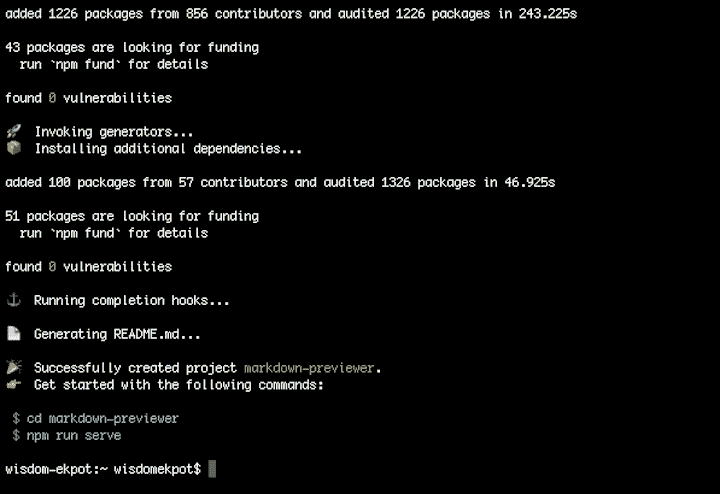 added 1226 packages from 856 contributors and audited 1226 packages in 243.225s
43 packages are looking for funding
run `npm fund` for details
found 0 vulnerabilities
🚀 Invoking generators...
📦 Installing additional dependencies...
added 100 packages from 57 contributors and audited 1326 packages in 46.925s
51 packages are looking for funding
run `npm fund` for details
found 0 vulnerabilities
⚓ Running completion hooks...
📄 Generating README.md...
🎉 Successfully created project markdown-previewer.
👉 Get started with the following commands:
$ cd markdown-previewer
$ npm run serve
wisdom-ekpot:~ wisdomekpot$